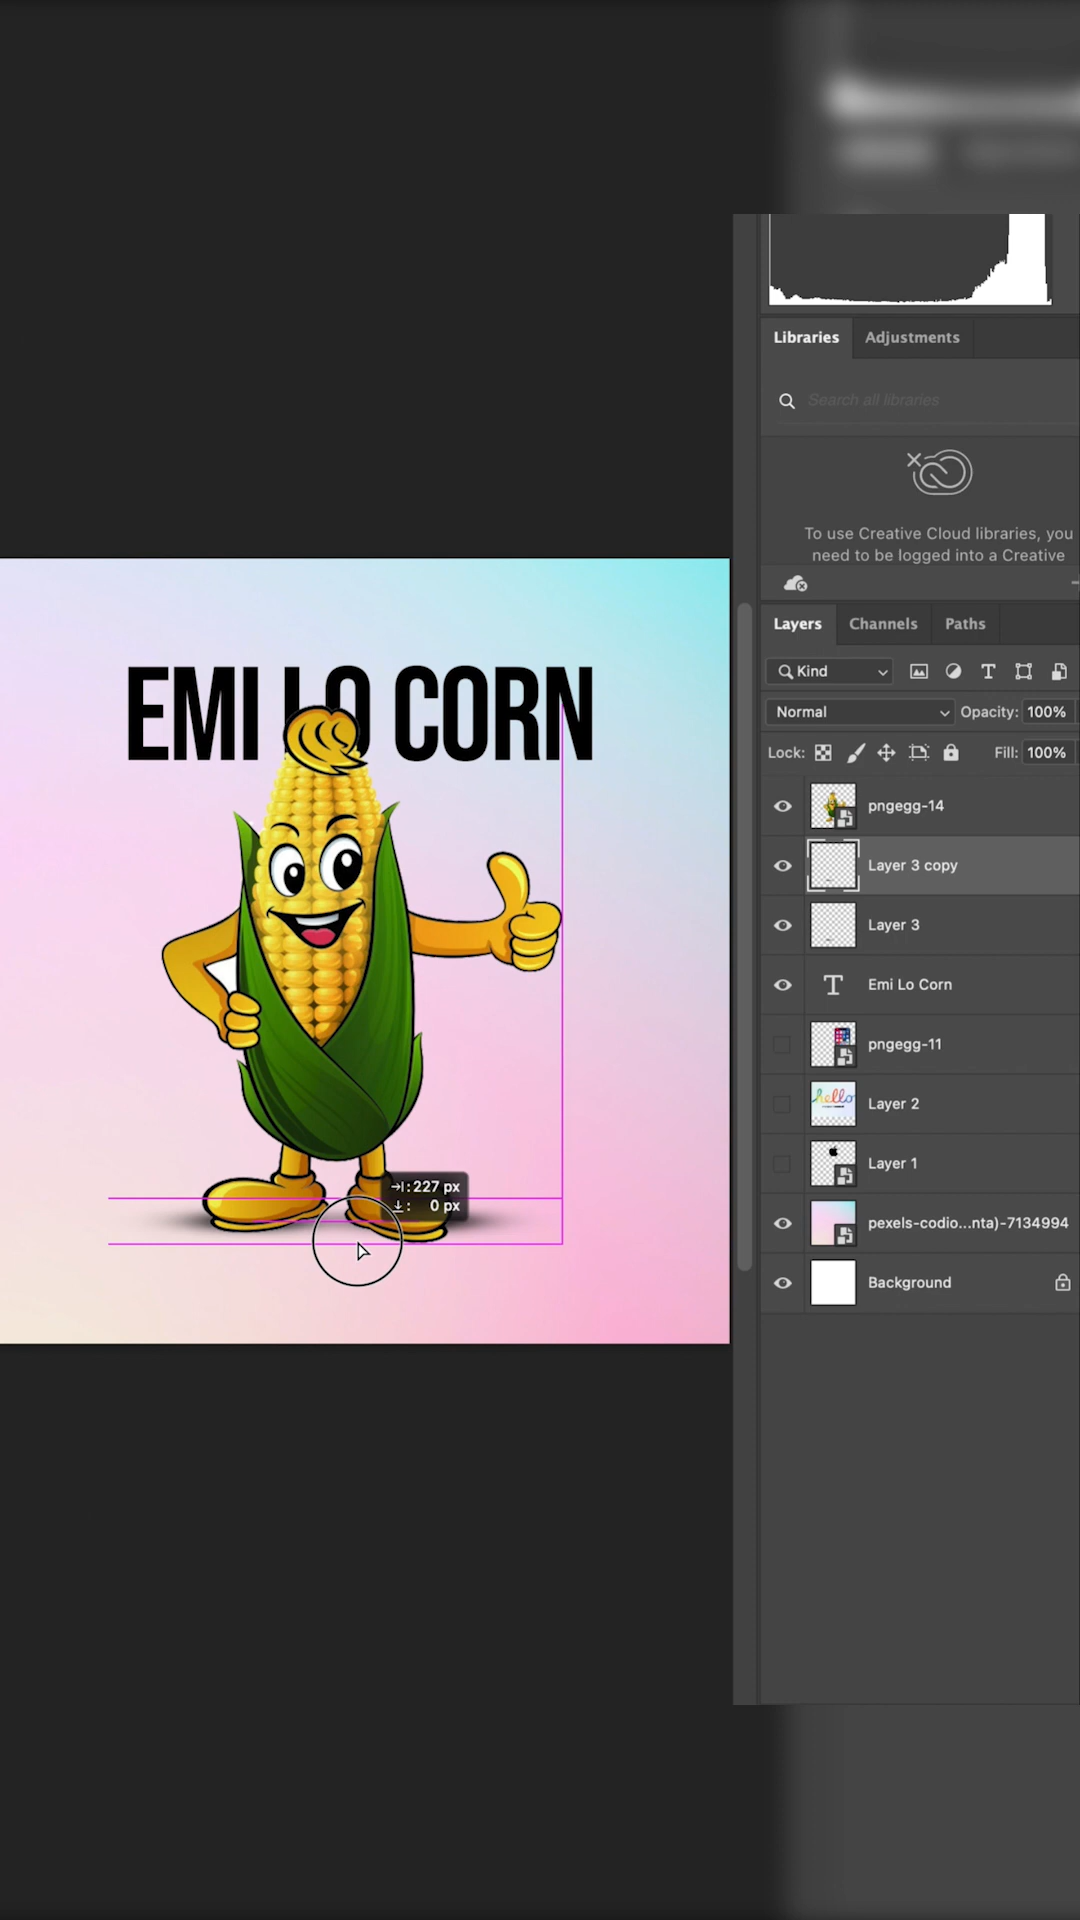 Libraries
Adjustments
Search all libraries
To use Creative Cloud libraries, you
need to be logged into a Creative
Layers
Channels
Paths
Kind
Normal
Opacity: 100%
Lock:
Fill: 100%
pngegg-14
Layer 3 copy
Layer 3
T Emi Lo Corn
pngegg-11
hello
Layer 2
Layer 1
pexels-codio...nta)-7134994
Background
EMI LO CORN
227 px
0 px